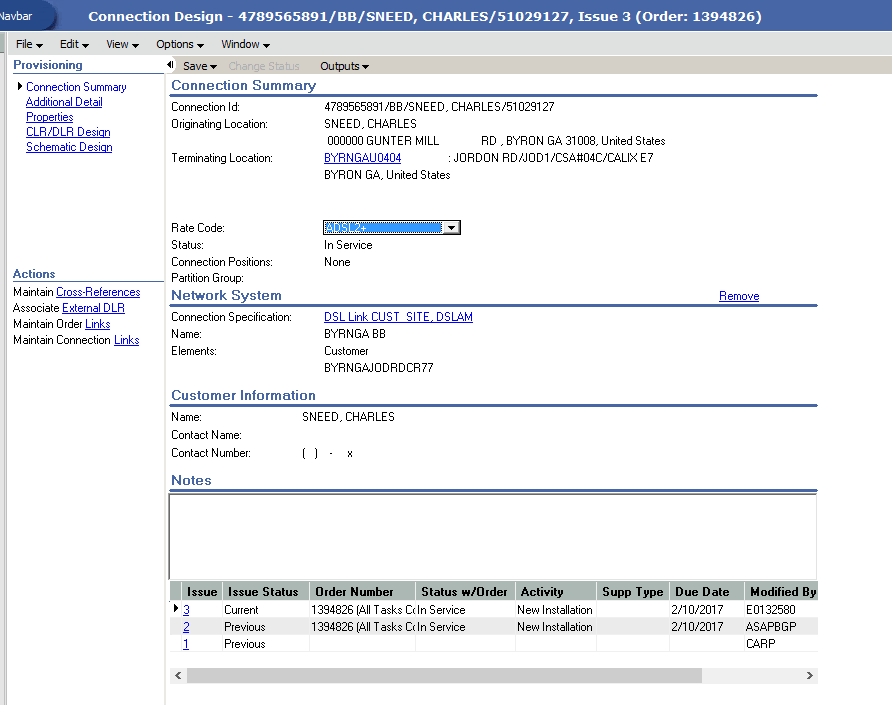 Navbar
Connection Design - 4789565891/BB/SNEED, CHARLES/51029127, Issue 3 (Order: 1394826)
File Edit View Options Window
Provisioning
Save Change Status Outputs
Connection Summary
Additional Detail
Properties
CLR/DLR Design
Schematic Design
Actions
Maintain Cross-References
Associate External DLR
Maintain Order Links
Maintain Connection Links
Connection Summary
Connection Id: 4789565891/BB/SNEED, CHARLES/51029127
Originating Location: SNEED, CHARLES
000000 GUNTER MILL RD , BYRON GA 31008, United States
Terminating Location: BYRNGAU0404 : JORDON RD/JOD1/CSA#04C/CALIX E7
BYRON GA, United States
Rate Code: ADSL2+
Status: In Service
Connection Positions: None
Partition Group:
Network System Remove
Connection Specification: DSL Link CUST_SITE, DSLAM
Name: BYRNGA BB
Elements: Customer
BYRNGAJODRDCR77
Customer Information
Name: SNEED, CHARLES
Contact Name:
Contact Number: ( ) - x
Notes
Issue Issue Status Order Number Status w/Order Activity Supp Type Due Date Modified By
3 Current 1394826 (All Tasks Co In Service New Installation 2/10/2017 E0132580
2 Previous 1394826 (All Tasks Co In Service New Installation 2/10/2017 ASAPBGP
1 Previous CARP